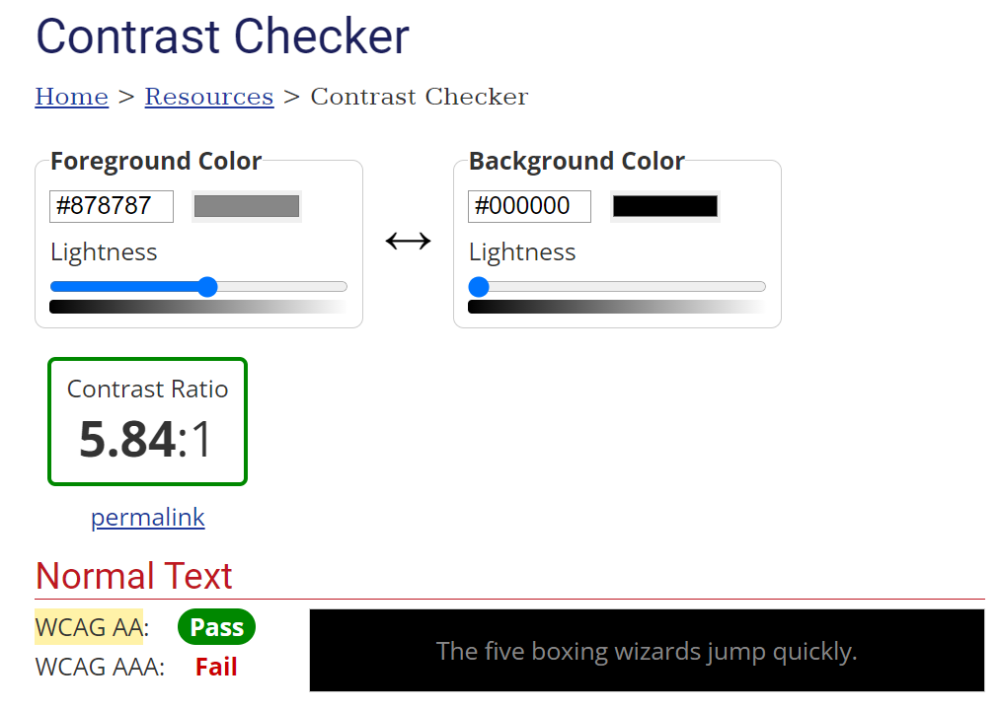 Contrast Checker
Home > Resources > Contrast Checker
Foreground Color
#878787
Lightness
Background Color
#000000
Lightness
Contrast Ratio
5.84:1
permalink
Normal Text
WCAG AA: Pass
WCAG AAA: Fail
The five boxing wizards jump quickly.